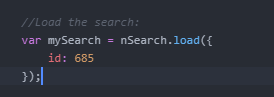 //Load the search:
var mySearch = nSearch.load({
    id: 685
});